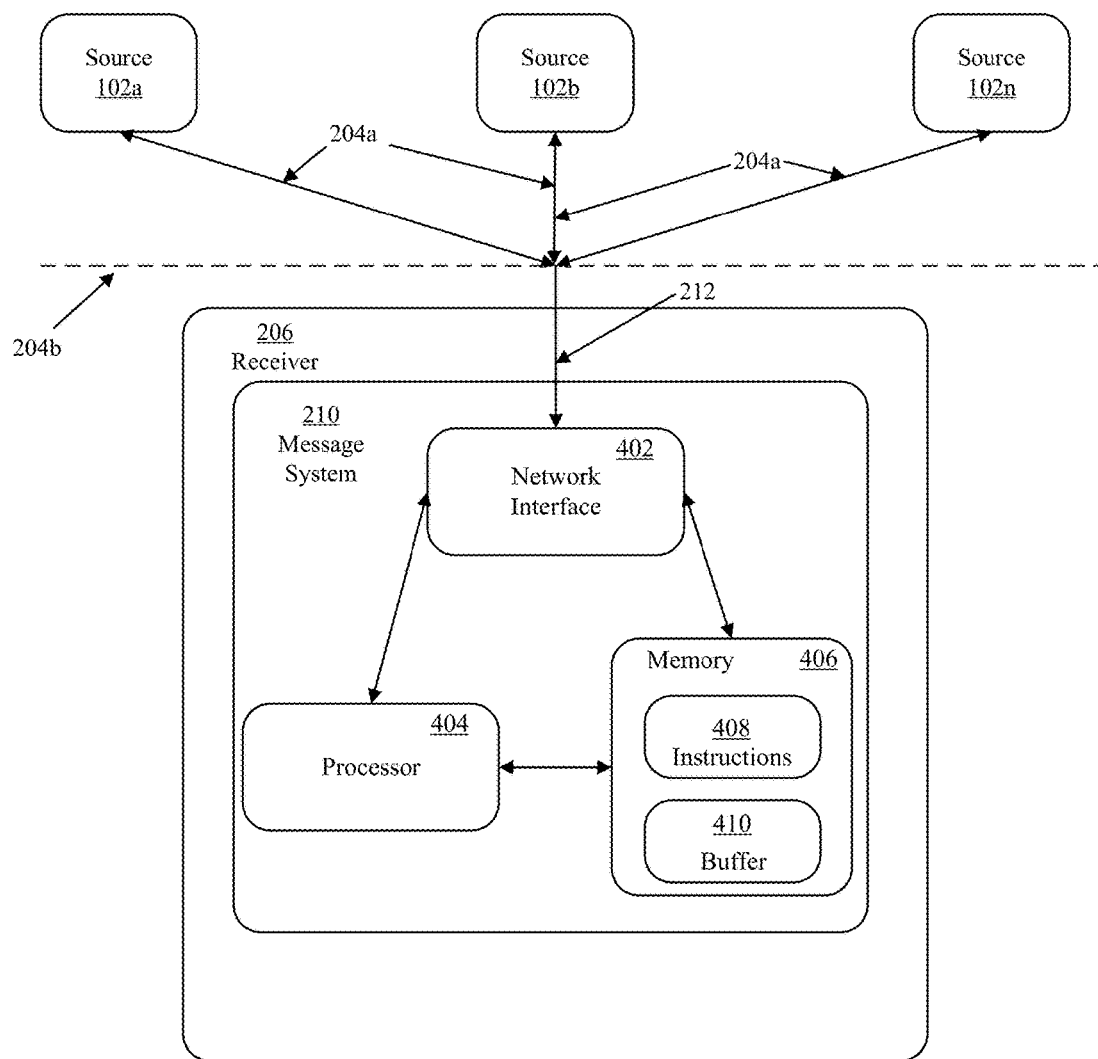 Source
102a
Source
102b
Source
102n
204a
204a
204b
212
206
Receiver
210
Message
System
402
Network
Interface
404
Processor
Memory 406
408
Instructions
410
Buffer